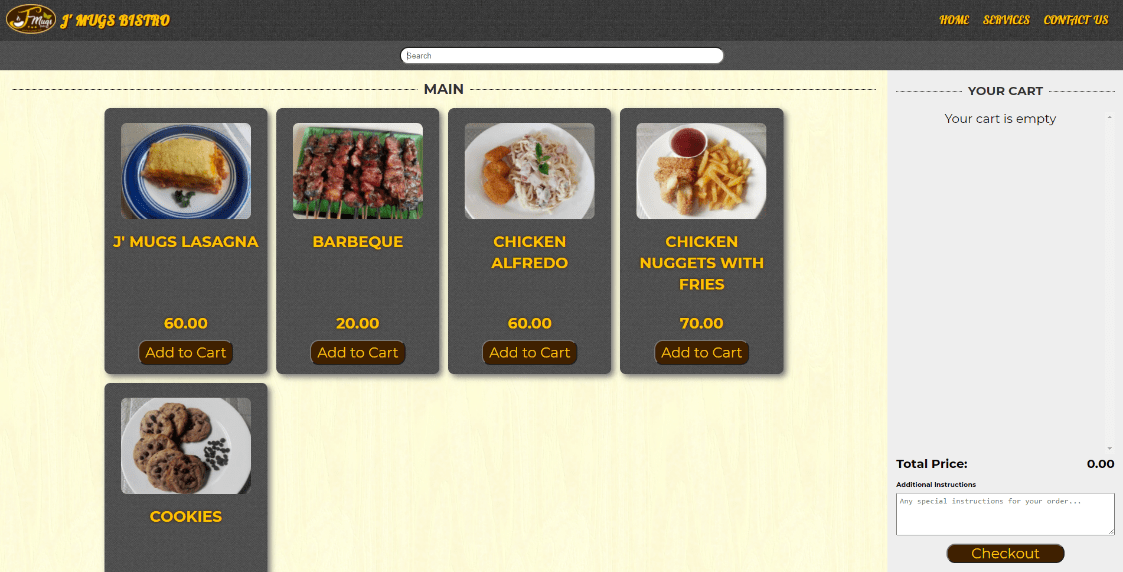 J' Mugs
J' MUGS BISTRO
HOME SERVICES CONTACT US
Search
MAIN
J' MUGS LASAGNA
60.00
Add to Cart
BARBEQUE
20.00
Add to Cart
CHICKEN
ALFREDO
60.00
Add to Cart
CHICKEN
NUGGETS WITH
FRIES
70.00
Add to Cart
COOKIES
YOUR CART
Your cart is empty
Total Price: 0.00
Additional Instructions
Any special instructions for your order...
Checkout